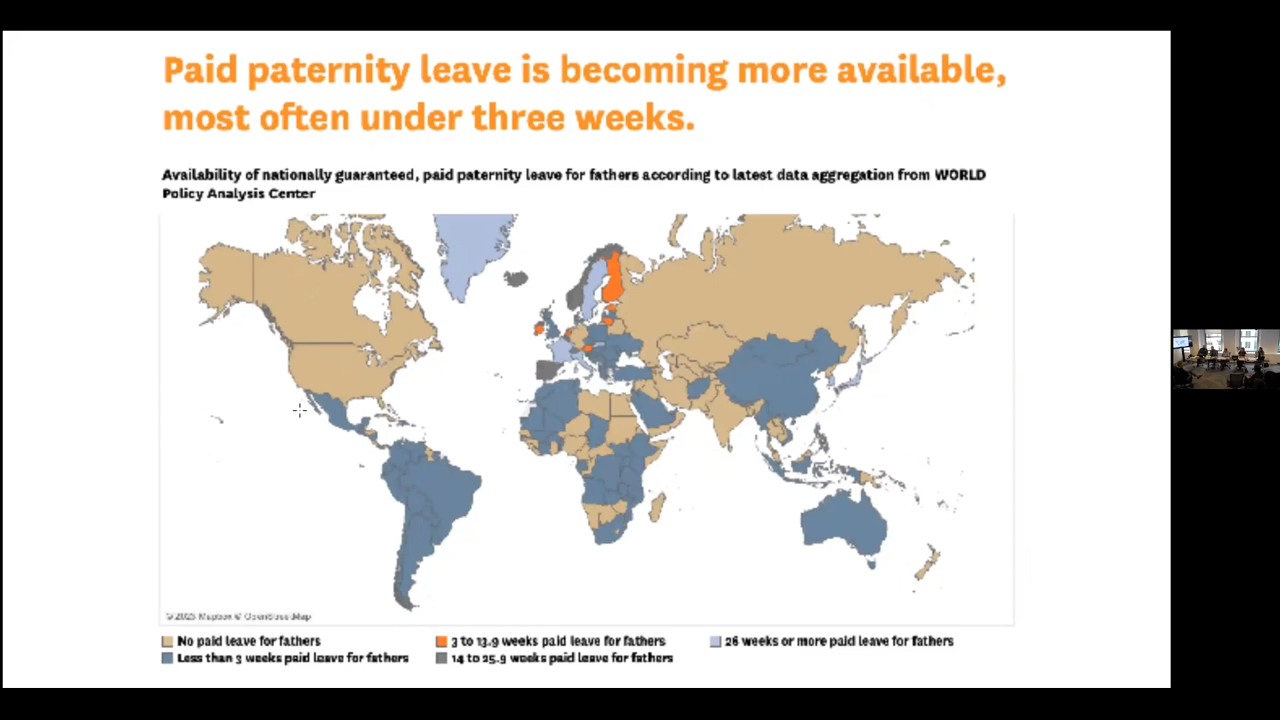 Paid paternity leave is becoming more available,
most often under three weeks.
Availability of nationally guaranteed, paid paternity leave for fathers according to latest data aggregation from WORLD
Policy Analysis Center
© 2023 Mapbox © OpenStreetMap
No paid leave for fathers
3 to 13.9 weeks paid leave for fathers
26 weeks or more paid leave for fathers
Less than 3 weeks paid leave for fathers
14 to 25.9 weeks paid leave for fathers